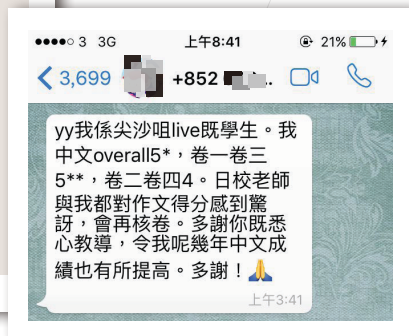 3G 上午8:41 21%
3,699 +852 ..
yy我係尖沙咀live既學生。我
中文overall5*，卷一卷三
5**，卷二卷四4。日校老師
與我都對作文得分感到驚
訝，會再核卷。多謝你既悉
心教導，令我呢幾年中文成
績也有所提高。多謝！🙏
上午3:41